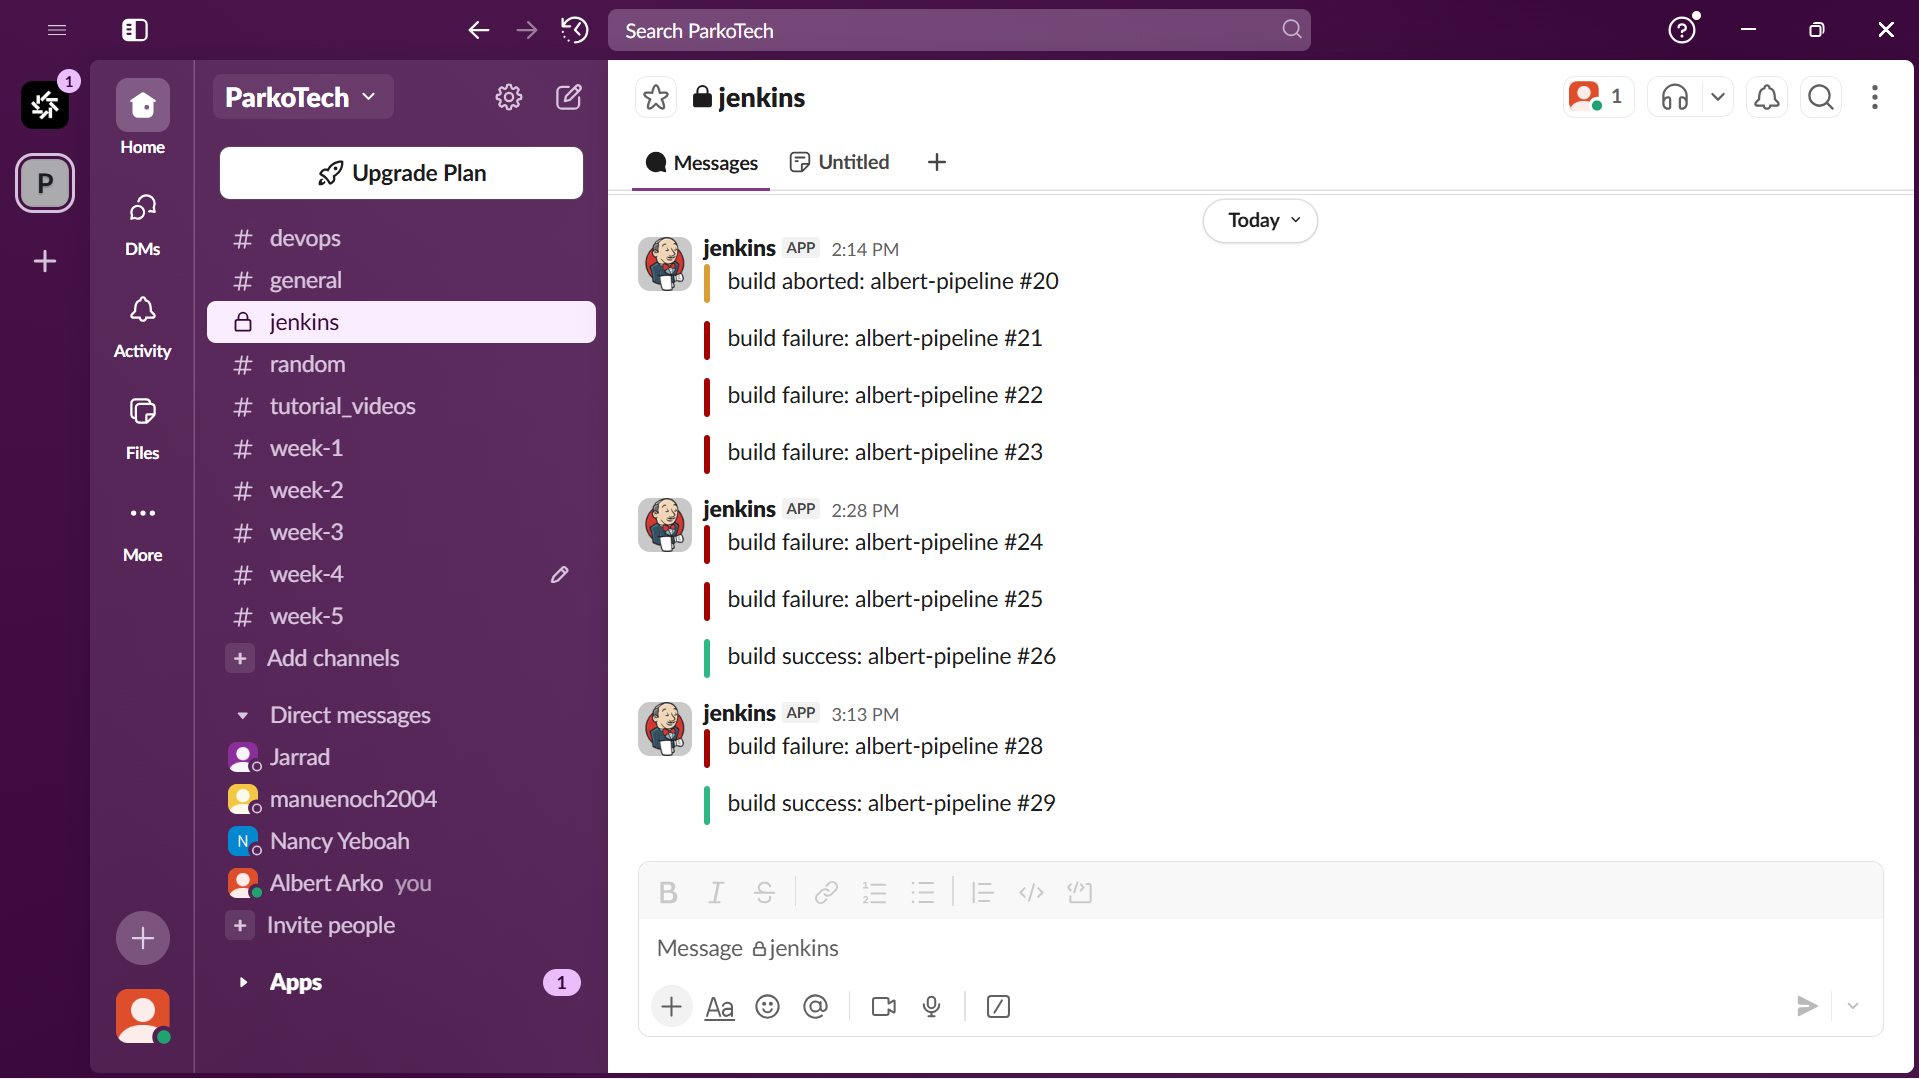 Search ParkoTech
1
P
Home
DMs
Activity
Files
More
ParkoTech
Upgrade Plan
# devops
# general
jenkins
# random
# tutorial_videos
# week-1
# week-2
# week-3
# week-4
# week-5
+ Add channels
Direct messages
Jarrad
manuenoch2004
N Nancy Yeboah
Albert Arko you
+ Invite people
Apps 1
jenkins
1
Messages
Untitled
Today
jenkins APP 2:14 PM
build aborted: albert-pipeline #20
build failure: albert-pipeline #21
build failure: albert-pipeline #22
build failure: albert-pipeline #23
jenkins APP 2:28 PM
build failure: albert-pipeline #24
build failure: albert-pipeline #25
build success: albert-pipeline #26
jenkins APP 3:13 PM
build failure: albert-pipeline #28
build success: albert-pipeline #29
B I S
Message jenkins
Aa @